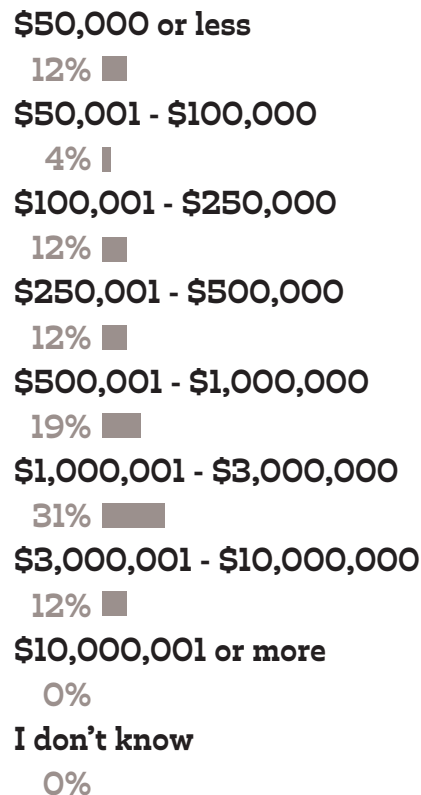 $50,000 or less
12%
$50,001 - $100,000
4%
$100,001 - $250,000
12%
$250,001 - $500,000
12%
$500,001 - $1,000,000
19%
$1,000,001 - $3,000,000
31%
$3,000,001 - $10,000,000
12%
$10,000,001 or more
0%
I don’t know
0%